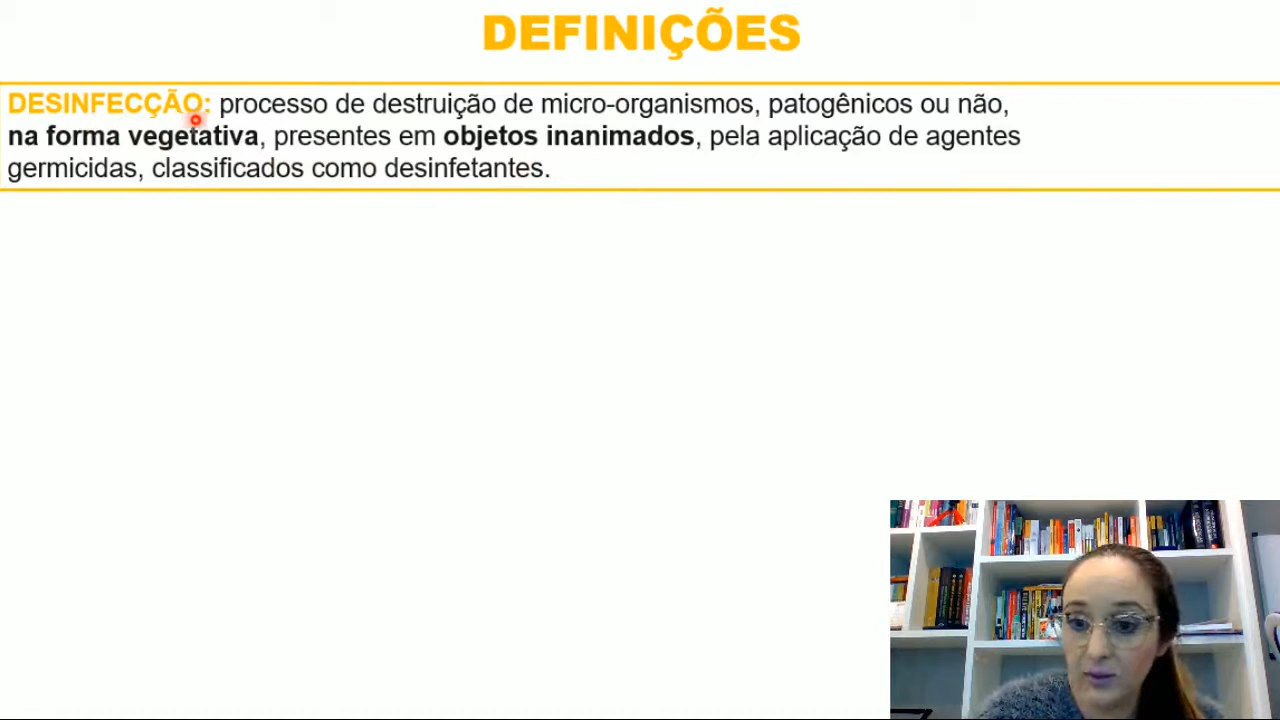 DEFINIÇÕES
DESINFECÇÃO: processo de destruição de micro-organismos, patogênicos ou não,
na forma vegetativa, presentes em objetos inanimados, pela aplicação de agentes
germicidas, classificados como desinfetantes.